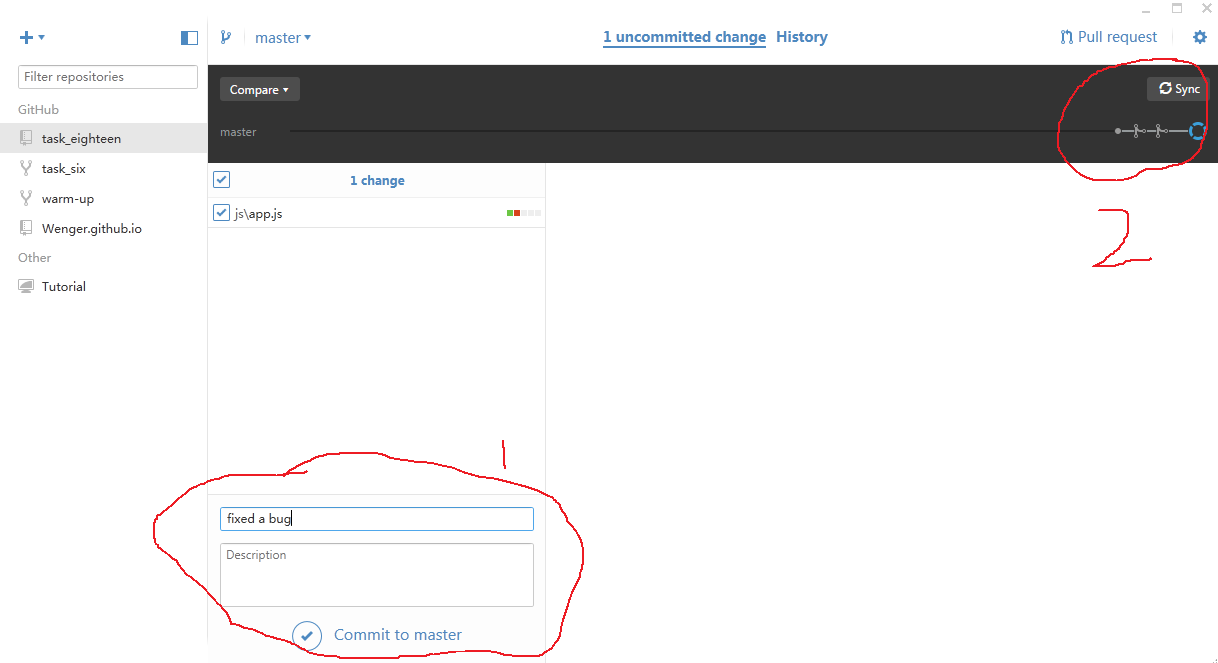 master
1 uncommitted change
History
Pull request
Filter repositories
GitHub
task_eighteen
task_six
warm-up
Wenger.github.io
Other
Tutorial
Compare
Sync
master
1 change
js\app.js
1
fixed a bug
Description
Commit to master
2